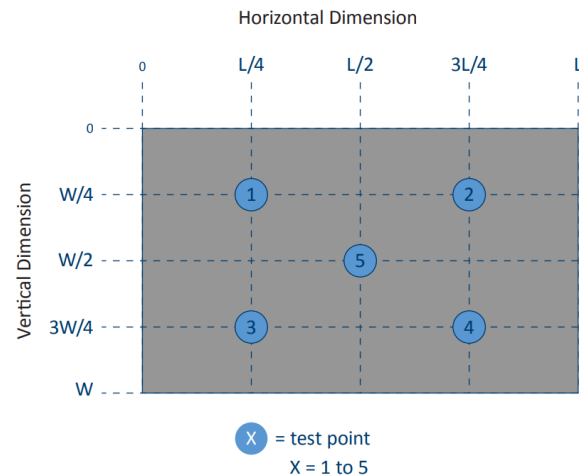 Horizontal Dimension
0 L/4 L/2 3L/4 L
Vertical Dimension
0
W/4
1 2
W/2
5
3W/4
3 4
W
X = test point
X = 1 to 5